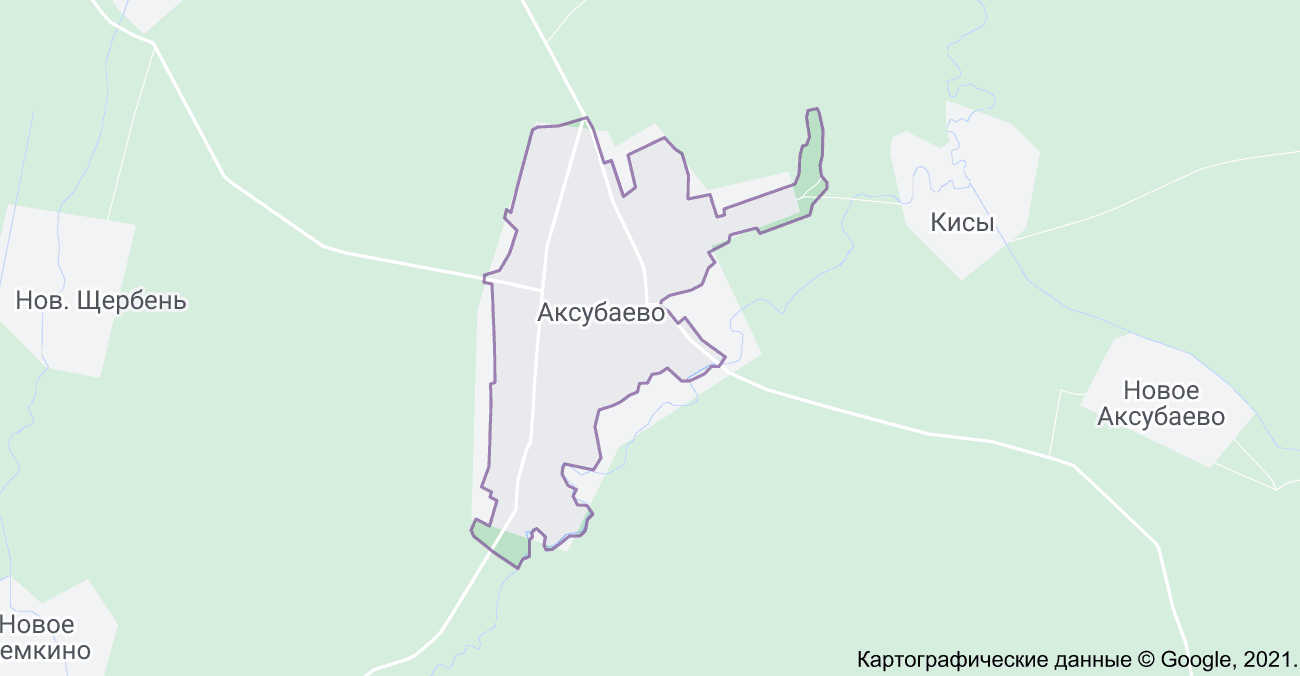 Кисы
Нов. Щербень
Аксубаево
Новое
Аксубаево
Новое
емкино
Картографические данные © Google, 2021.